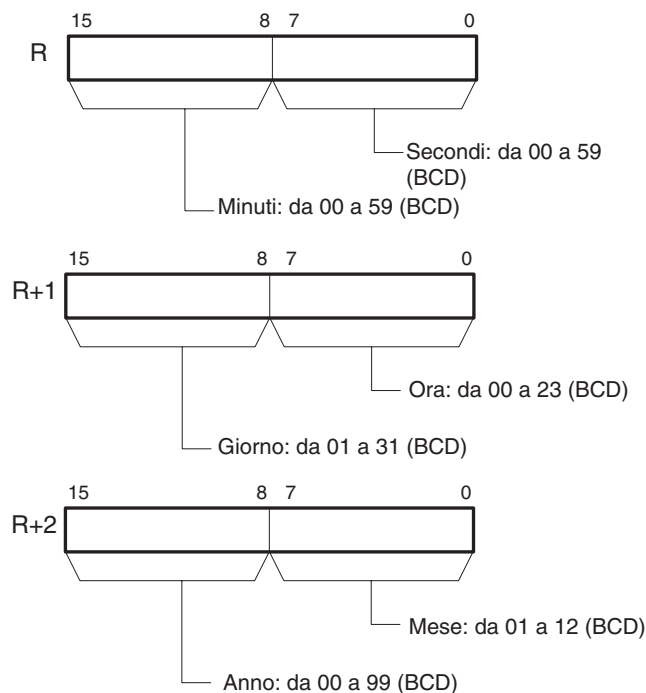 15 8 7 0
R
Secondi: da 00 a 59
(BCD)
Minuti: da 00 a 59 (BCD)
15 8 7 0
R+1
Ora: da 00 a 23 (BCD)
Giorno: da 01 a 31 (BCD)
15 8 7 0
R+2
Mese: da 01 a 12 (BCD)
Anno: da 00 a 99 (BCD)